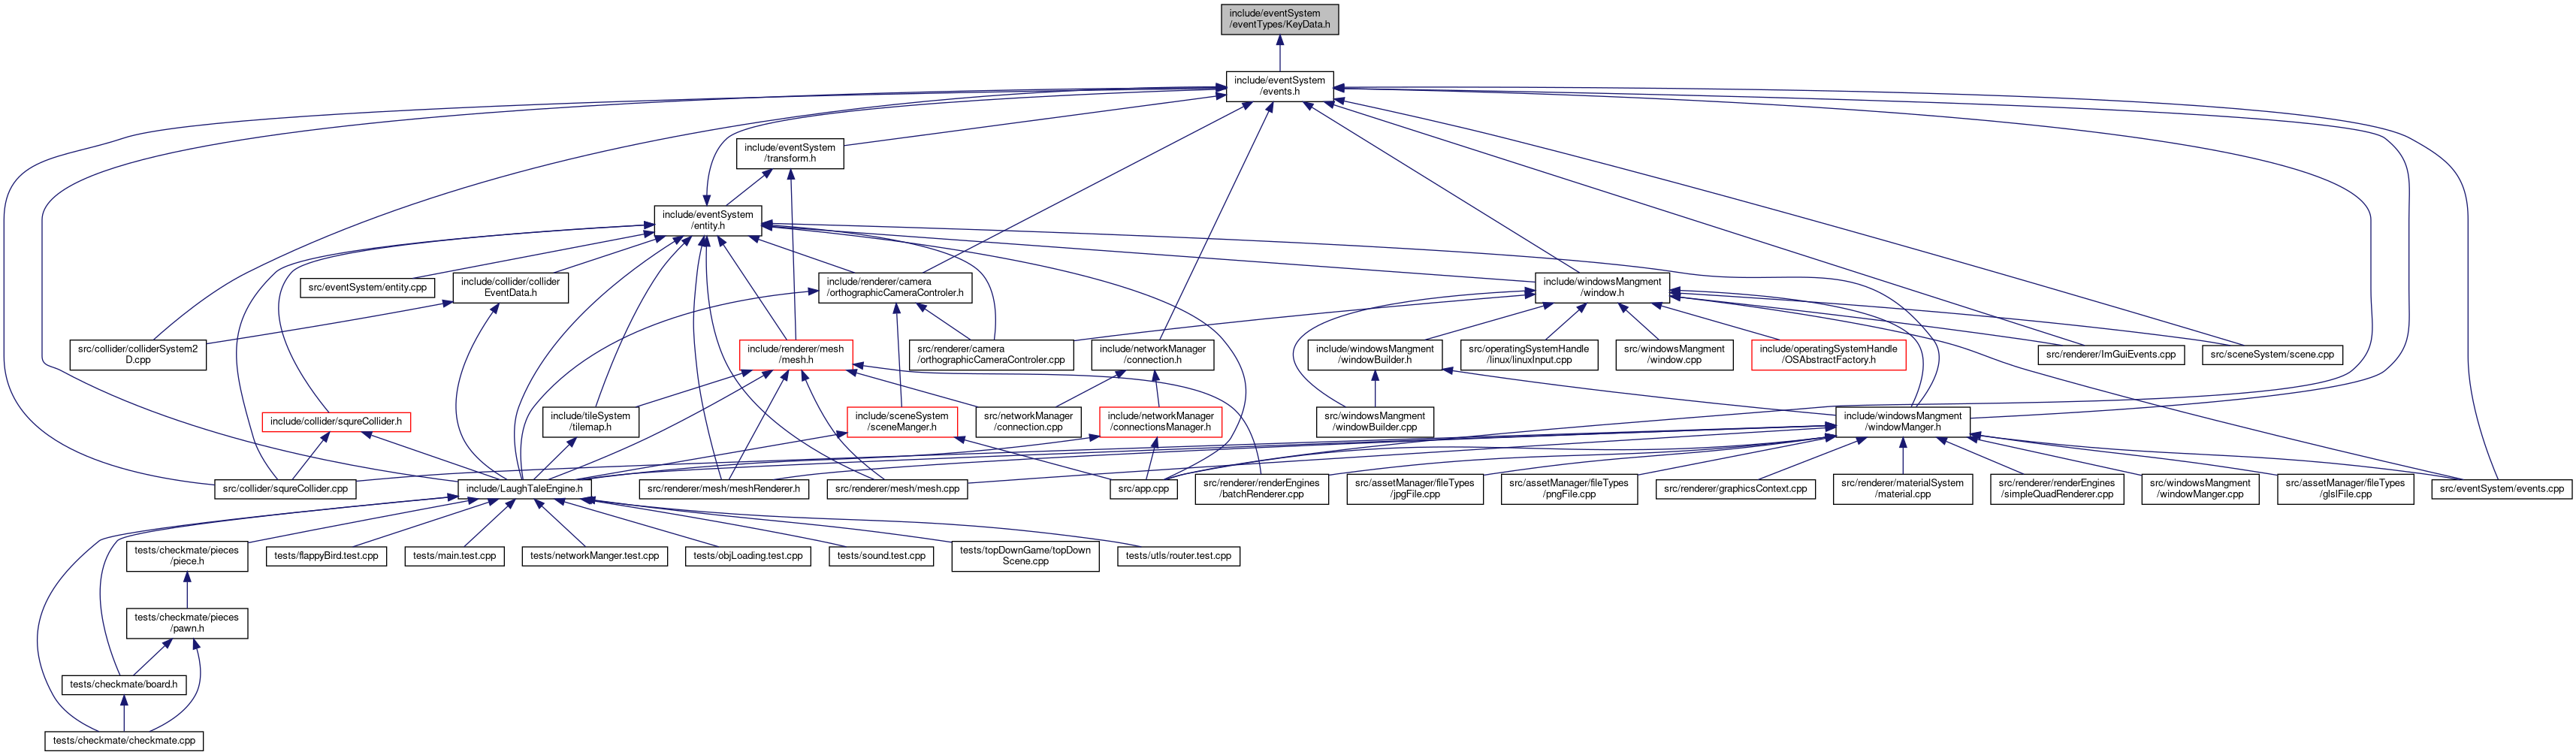 include/eventSystem
/eventTypes/KeyData.h
include/eventSystem
/events.h
include/eventSystem
/transform.h
include/eventSystem
/entity.h
src/eventSystem/entity.cpp
include/collider/collider
EventData.h
include/renderer/camera
/orthographicCameraControler.h
include/windowsMangment
/window.h
src/collider/colliderSystem2
D.cpp
include/renderer/mesh
/mesh.h
src/renderer/camera
/orthographicCameraControler.cpp
include/networkManager
/connection.h
include/windowsMangment
/windowBuilder.h
src/operatingSystemHandle
/linux/linuxInput.cpp
src/windowsMangment
/window.cpp
include/operatingSystemHandle
/OSAbstractFactory.h
src/renderer/ImGuiEvents.cpp
src/sceneSystem/scene.cpp
include/collider/squreCollider.h
include/tileSystem
/tilemap.h
include/sceneSystem
/sceneManger.h
src/networkManager
/connection.cpp
include/networkManager
/connectionsManager.h
src/windowsMangment
/windowBuilder.cpp
include/windowsMangment
/windowManger.h
src/collider/squreCollider.cpp
include/LaughTaleEngine.h
src/renderer/mesh/meshRenderer.h
src/renderer/mesh/mesh.cpp
src/app.cpp
src/renderer/renderEngines
/batchRenderer.cpp
src/assetManager/fileTypes
/jpgFile.cpp
src/assetManager/fileTypes
/pngFile.cpp
src/renderer/graphicsContext.cpp
src/renderer/materialSystem
/material.cpp
src/renderer/renderEngines
/simpleQuadRenderer.cpp
src/windowsMangment
/windowManger.cpp
src/assetManager/fileTypes
/glslFile.cpp
src/eventSystem/events.cpp
tests/checkmate/pieces
/piece.h
tests/flappyBird.test.cpp
tests/main.test.cpp
tests/networkManger.test.cpp
tests/objLoading.test.cpp
tests/sound.test.cpp
tests/topDownGame/topDown
Scene.cpp
tests/utls/router.test.cpp
tests/checkmate/pieces
/pawn.h
tests/checkmate/board.h
tests/checkmate/checkmate.cpp